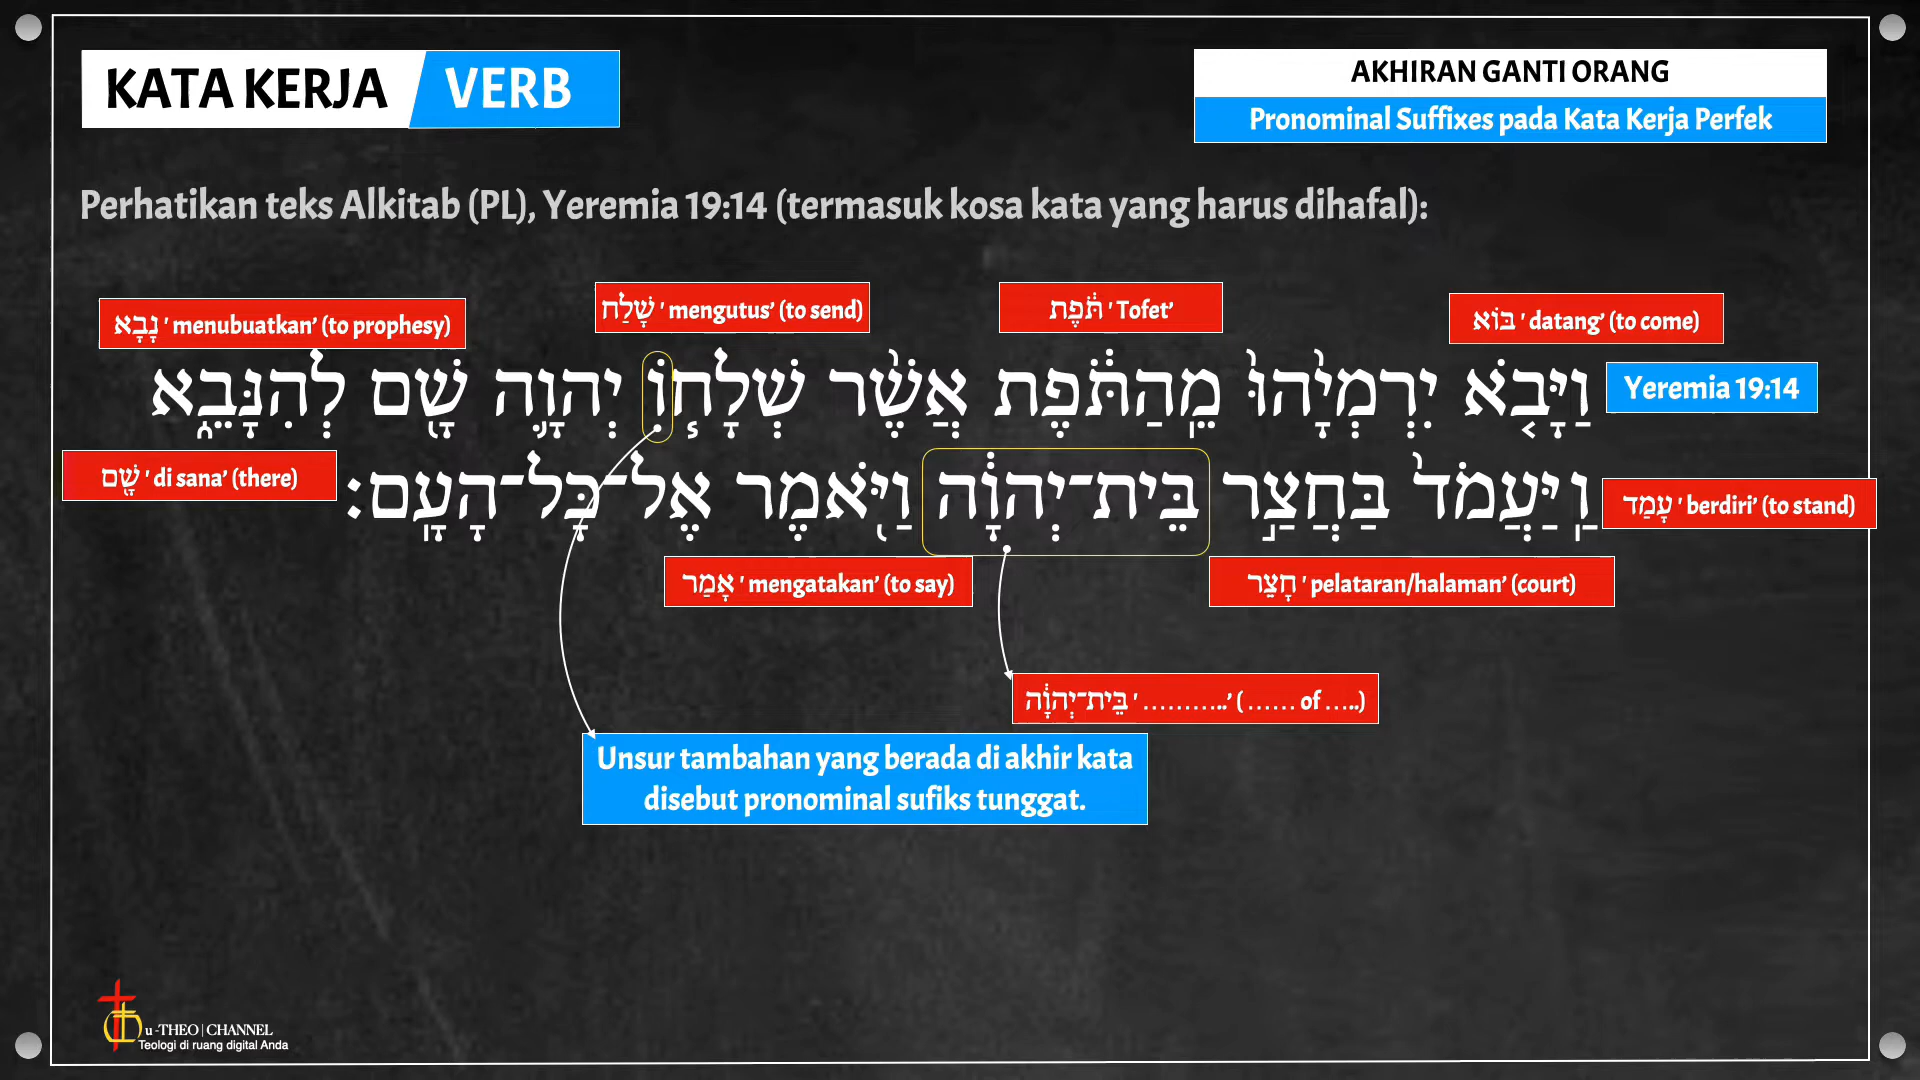 KATA KERJA VERB
AKHIRAN GANTI ORANG
Pronominal Suffixes pada Kata Kerja Perfek
Perhatikan teks Alkitab (PL), Yeremia 19:14 (termasuk kosa kata yang harus dihafal):
נָבָא ' menubuatkan' (to prophesy)
שָׁלַח ' mengutus' (to send)
תֹּ֔פֶת ' Tofet'
בּוֹא ' datang' (to come)
Yeremia 19:14
וַיָּבֹ֤א יִרְמְיָ֙הוּ֙ מֵֽהַתֹּ֔פֶת אֲשֶׁ֨ר שְׁלָח֧וֹ יְהוָ֛ה שָׁ֖ם לְהִנָּבֵ֑א
שָׁ֖ם ' di sana' (there)
וַֽיַּעֲמֹד֙ בַּחֲצַ֣ר בֵּית־יְהוָ֔ה וַיֹּ֖אמֶר אֶל־כָּל־הָעָֽם׃
עָמַד ' berdiri' (to stand)
אָמַר ' mengatakan' (to say)
חָצֵר ' pelataran/halaman' (court)
בֵּית־יְהוָ֔ה ' ………..' ( …… of …..)
Unsur tambahan yang berada di akhir kata
disebut pronominal sufiks tunggat.
u -THEO | CHANNEL
Teologi di ruang digital Anda